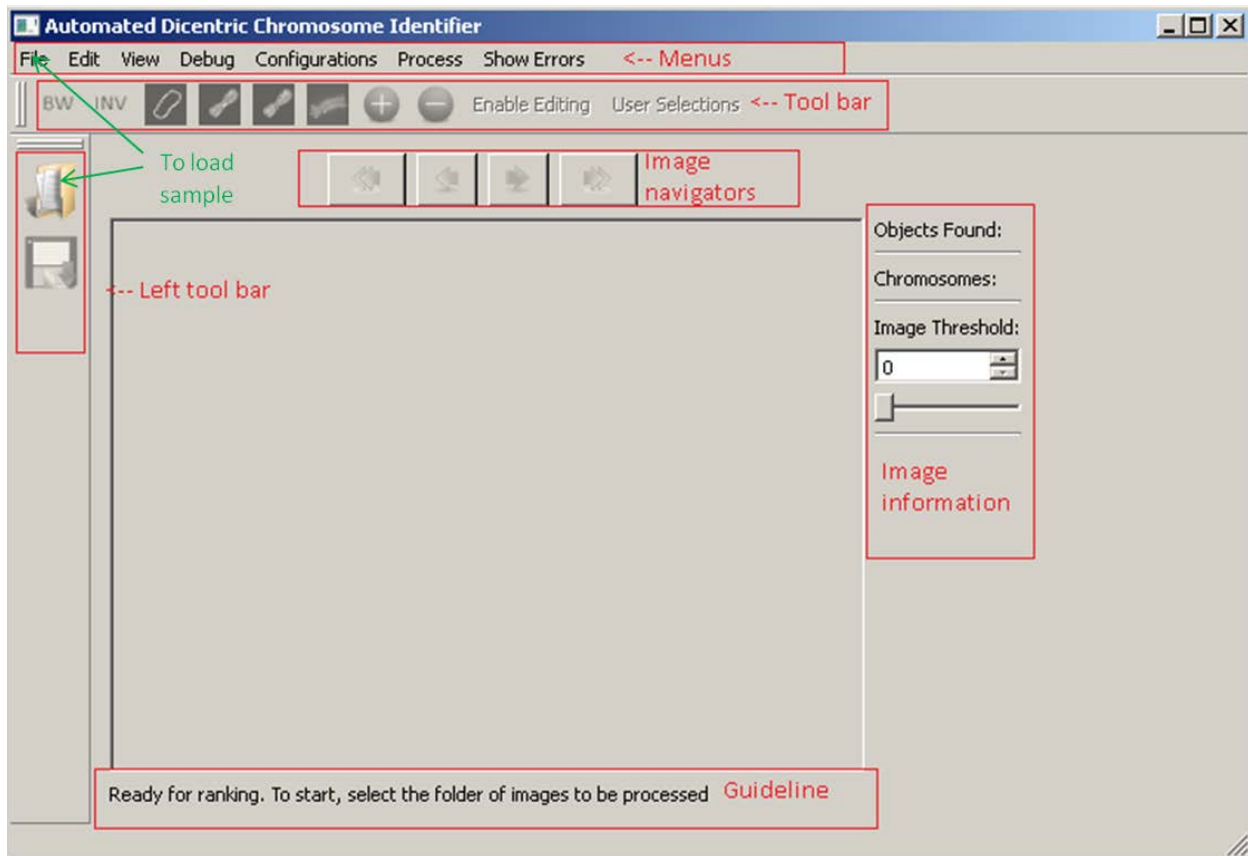 Automated Dicentric Chromosome Identifier
File Edit View Debug Configurations Process Show Errors <-- Menus
BW INV Enable Editing User Selections <-- Tool bar
To load
sample
Image
navigators
<-- Left tool bar
Objects Found:
Chromosomes:
Image Threshold:
0
Image
information
Ready for ranking. To start, select the folder of images to be processed Guideline